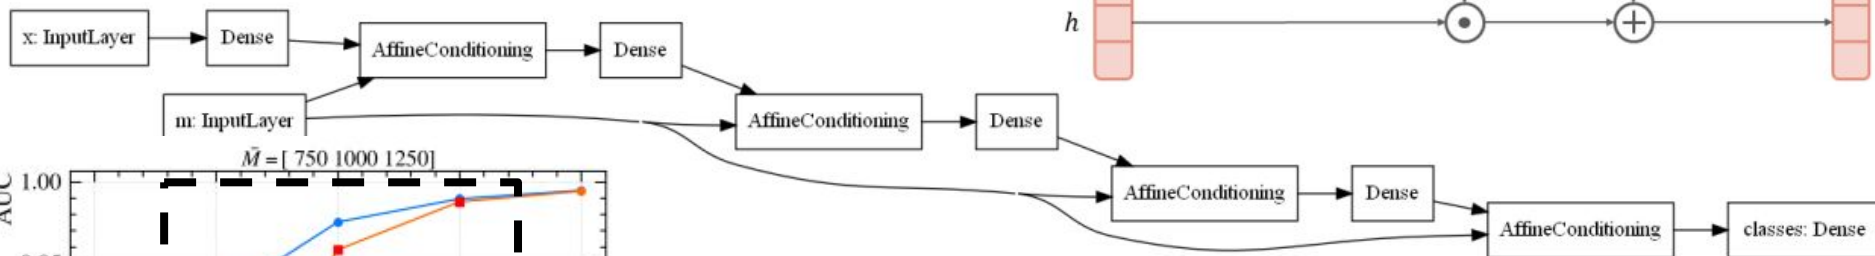 x: InputLayer
Dense
AffineConditioning
Dense
h
m: InputLayer
AffineConditioning
Dense
M̄ = [ 750 1000 1250]
1.00
AUC
AffineConditioning
Dense
AffineConditioning
classes: Dense